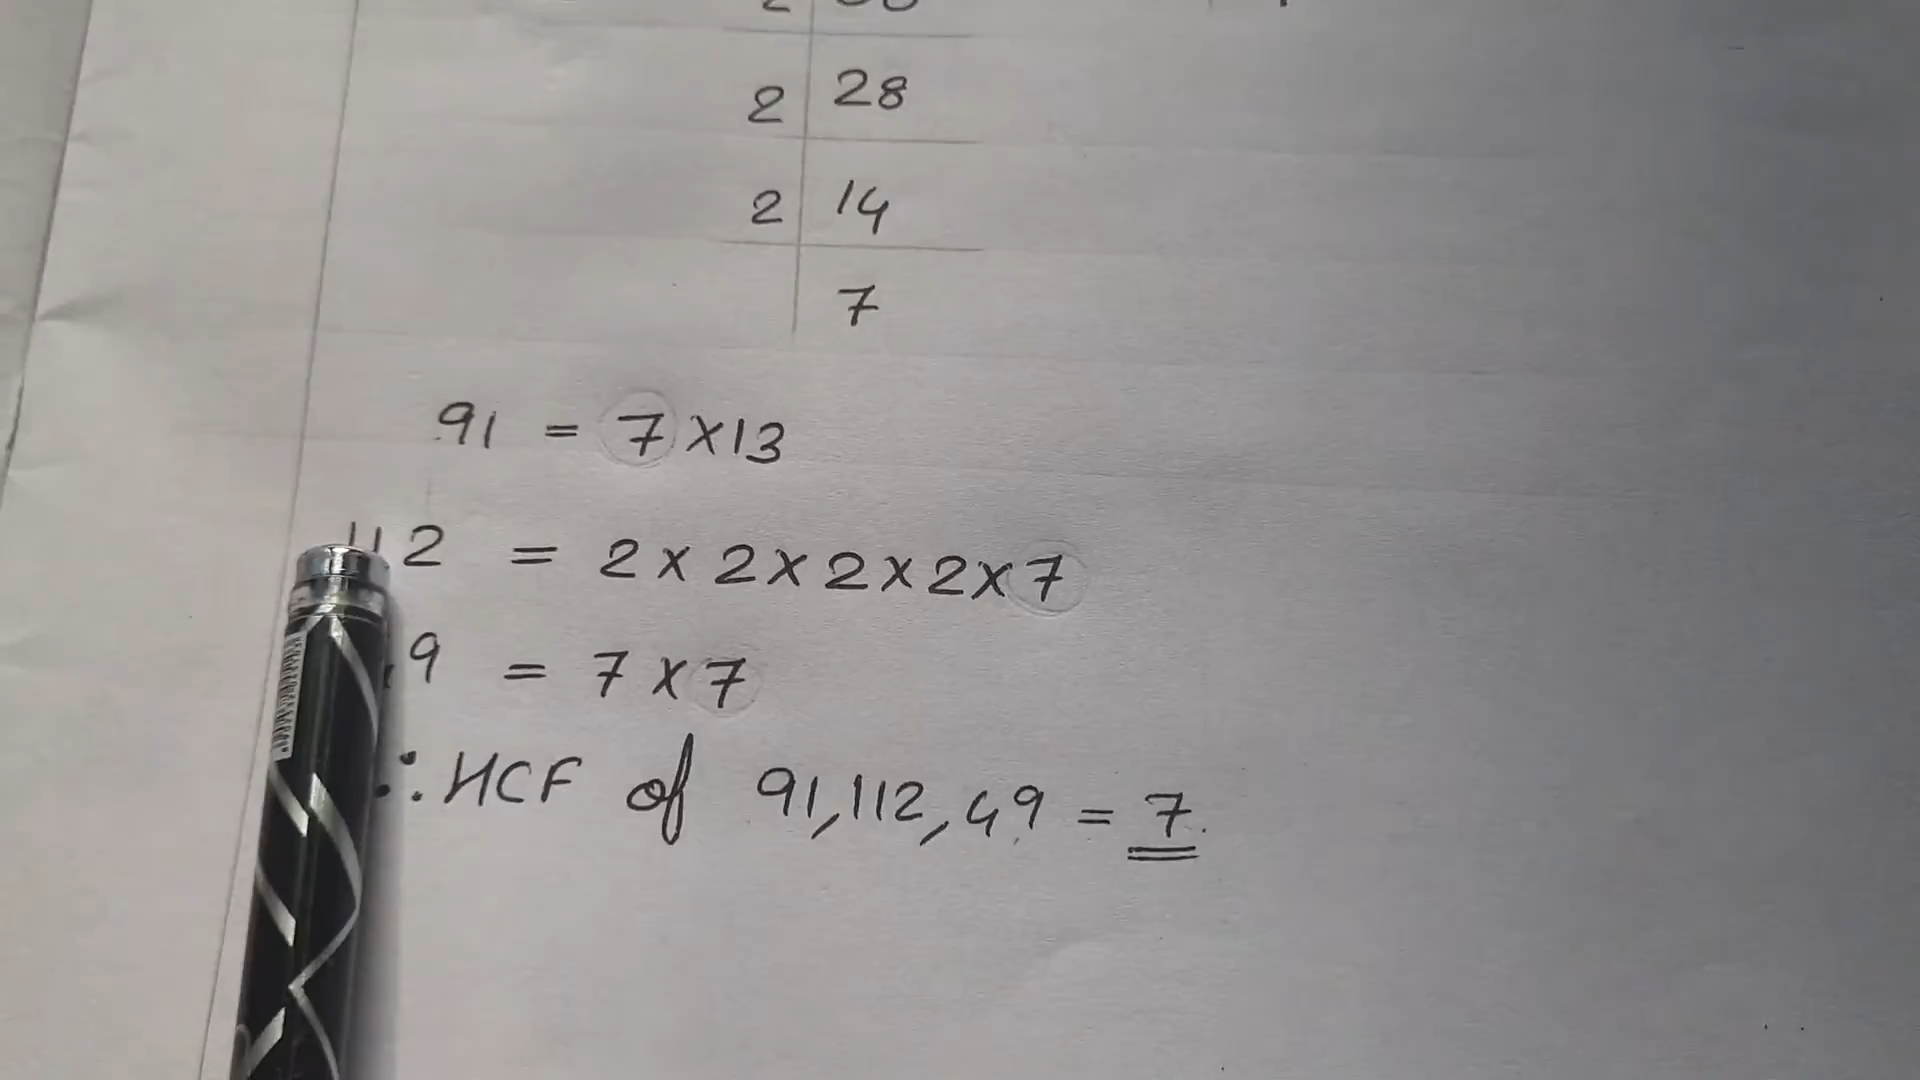 2 28
2 14
7
91 = 7 × 13
112 = 2 × 2 × 2 × 2 × 7
9 = 7 × 7
∴ HCF of 91, 112, 49 = 7.